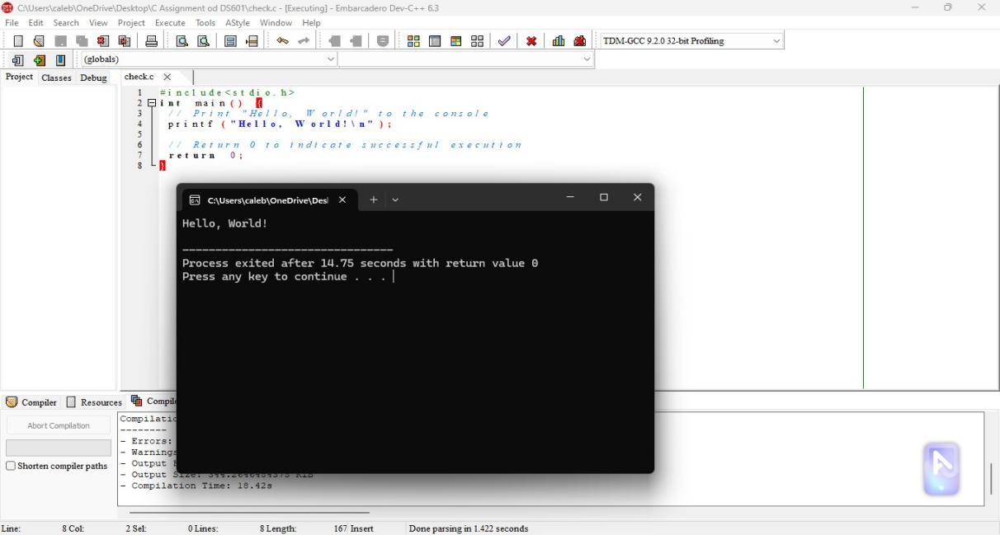 C:\Users\caleb\OneDrive\Desktop\C Assignment od DS601\check.c - [Executing] - Embarcadero Dev-C++ 6.3
File Edit Search View Project Execute Tools AStyle Window Help
TDM-GCC 9.2.0 32-bit Profiling
(globals)
Project Classes Debug check.c
1 #include<stdio.h>
2 int main() {
3 // Print "Hello, World!" to the console
4 printf("Hello, World!\n");
5
6 // Return 0 to indicate successful execution
7 return 0;
8 }
C:\Users\caleb\OneDrive\Des
Hello, World!
--------------------------------
Process exited after 14.75 seconds with return value 0
Press any key to continue . . .
Compiler Resources Compil
Abort Compilation
Shorten compiler paths
Compilatio
--------
- Errors:
- Warnings
- Output
- Output Size:
- Compilation Time: 18.42s
Line: 8 Col: 2 Sel: 0 Lines: 8 Length: 167 Insert Done parsing in 1.422 seconds